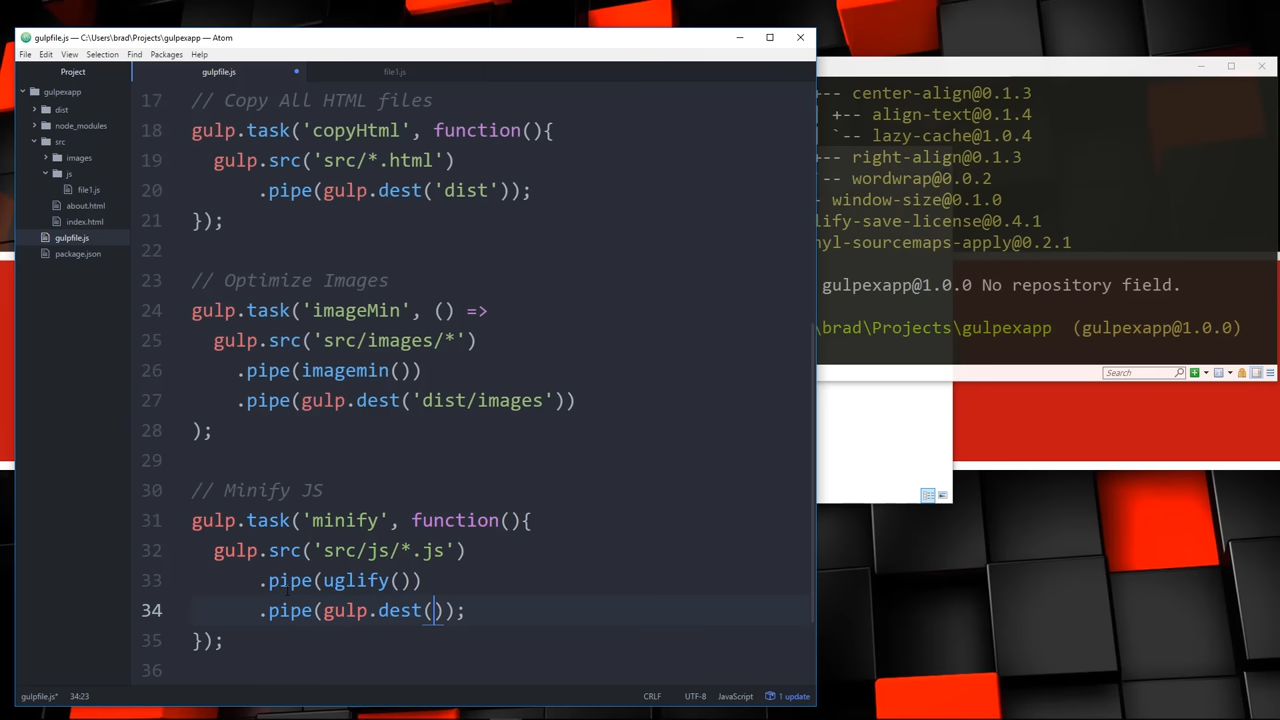 gulpfile.js — C:\Users\brad\Projects\gulpexapp — Atom
File Edit View Selection Find Packages Help
Project
gulpexapp
dist
node_modules
src
images
js
file1.js
about.html
index.html
gulpfile.js
package.json
gulpfile.js file1.js
17 // Copy All HTML files
18 gulp.task('copyHtml', function(){
19 gulp.src('src/*.html')
20 .pipe(gulp.dest('dist'));
21 });
22
23 // Optimize Images
24 gulp.task('imageMin', () =>
25 gulp.src('src/images/*')
26 .pipe(imagemin())
27 .pipe(gulp.dest('dist/images'))
28 );
29
30 // Minify JS
31 gulp.task('minify', function(){
32 gulp.src('src/js/*.js')
33 .pipe(uglify())
34 .pipe(gulp.dest());
35 });
36
gulpfile.js* 34:23 CRLF UTF-8 JavaScript 1 update
-- center-align@0.1.3
| +-- align-text@0.1.4
| `-- lazy-cache@1.0.4
-- right-align@0.1.3
-- wordwrap@0.0.2
window-size@0.1.0
lify-save-license@0.4.1
nyl-sourcemaps-apply@0.2.1
gulpexapp@1.0.0 No repository field.
\brad\Projects\gulpexapp (gulpexapp@1.0.0)
Search